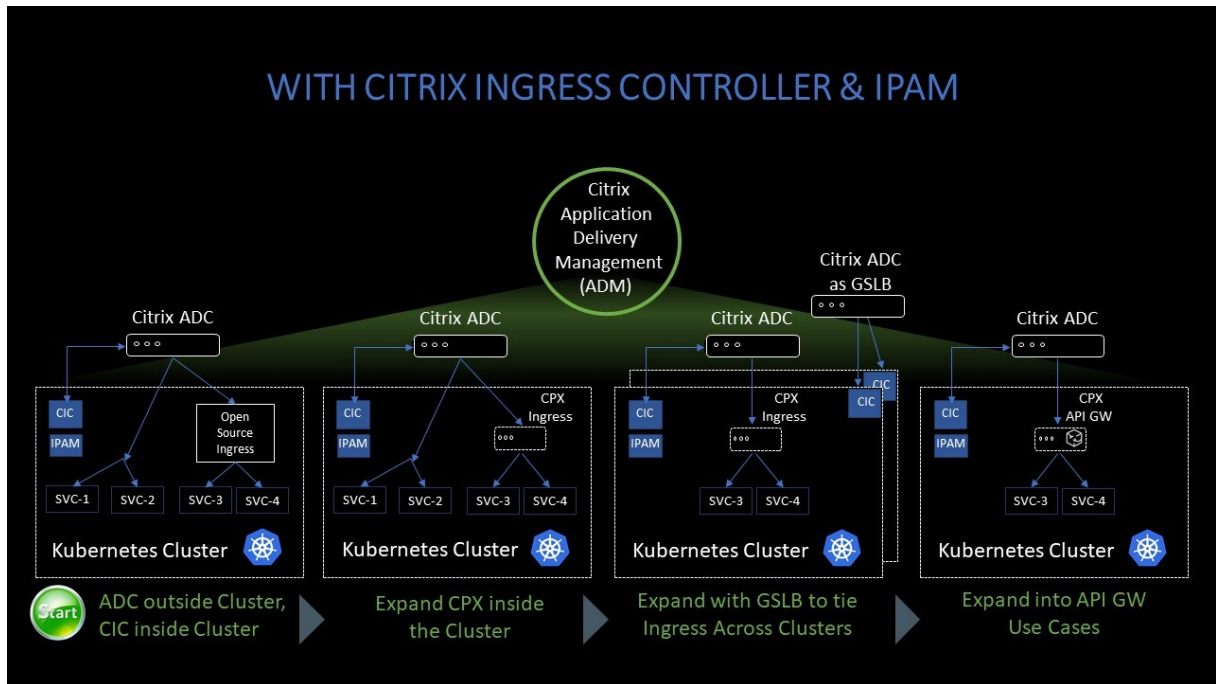 WITH CITRIX INGRESS CONTROLLER & IPAM
Citrix
Application
Delivery
Management
(ADM)
Citrix ADC
as GSLB
Citrix ADC
CIC
IPAM
Open
Source
Ingress
SVC-1
SVC-2
SVC-3
SVC-4
Kubernetes Cluster
Citrix ADC
CIC
IPAM
CPX
Ingress
SVC-1
SVC-2
SVC-3
SVC-4
Kubernetes Cluster
Citrix ADC
CIC
CIC
CIC
IPAM
CPX
Ingress
SVC-3
SVC-4
Kubernetes Cluster
Citrix ADC
CIC
IPAM
CPX
API GW
SVC-3
SVC-4
Kubernetes Cluster
Start
ADC outside Cluster,
CIC inside Cluster
Expand CPX inside
the Cluster
Expand with GSLB to tie
Ingress Across Clusters
Expand into API GW
Use Cases